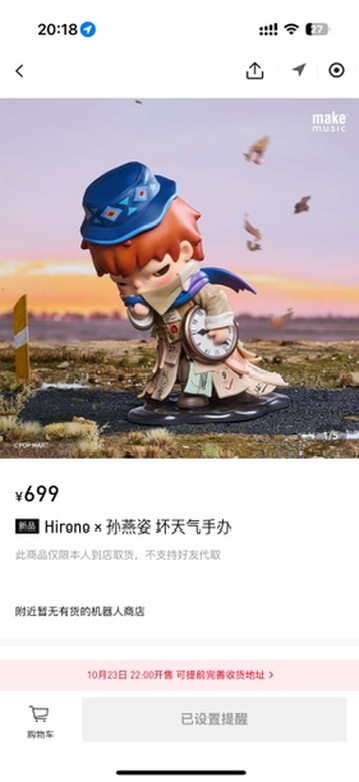 20:18
27
make
music
©POP MART
1/5
¥699
新品 Hirono × 孙燕姿 坏天气手办
此商品仅限本人到店取货，不支持好友代取
附近暂无有货的机器人商店
10月23日 22:00开售 可提前完善收货地址 >
购物车
已设置提醒